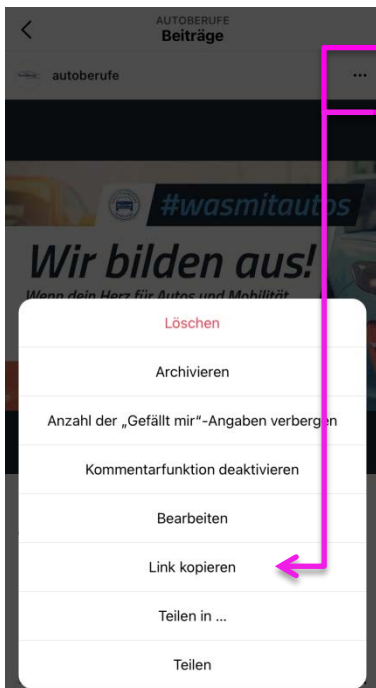 AUTOBERUFE
Beiträge
autoberufe
#wasmitautos
Wir bilden aus!
Wenn dein Herz für Autos und Mobilität
Löschen
Archivieren
Anzahl der „Gefällt mir"-Angaben verbergen
Kommentarfunktion deaktivieren
Bearbeiten
Link kopieren
Teilen in ...
Teilen